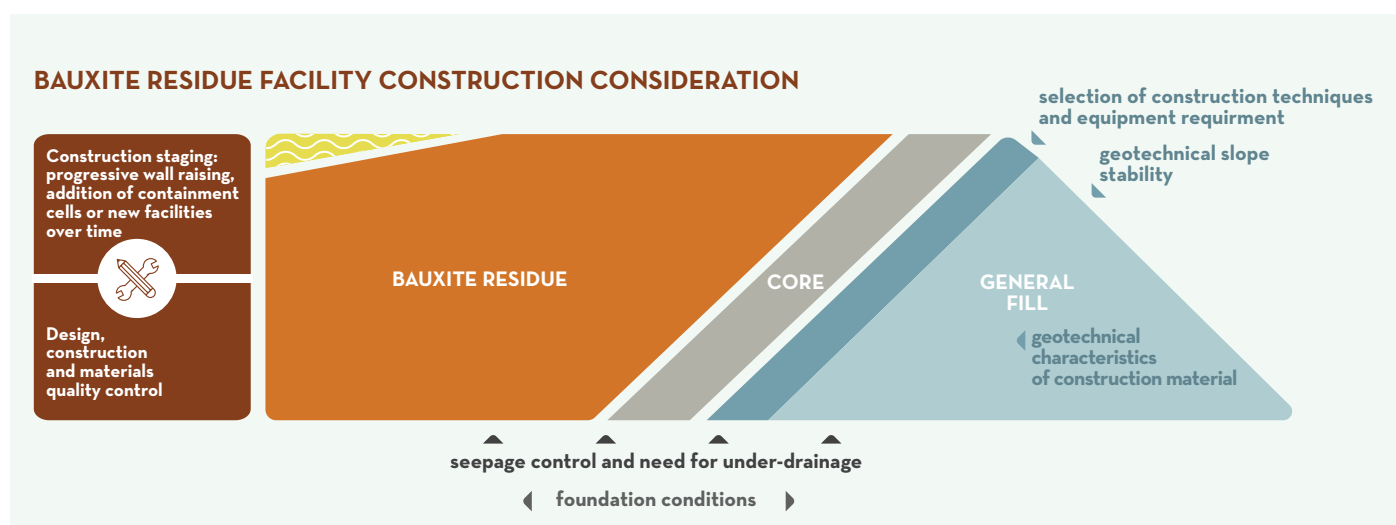 BAUXITE RESIDUE FACILITY CONSTRUCTION CONSIDERATION
selection of construction techniques
and equipment requirment
geotechnical slope
stability
Construction staging:
progressive wall raising,
addition of containment
cells or new facilities
over time
Design,
construction
and materials
quality control
BAUXITE RESIDUE
CORE
GENERAL
FILL
geotechnical
characteristics
of construction material
seepage control and need for under-drainage
foundation conditions